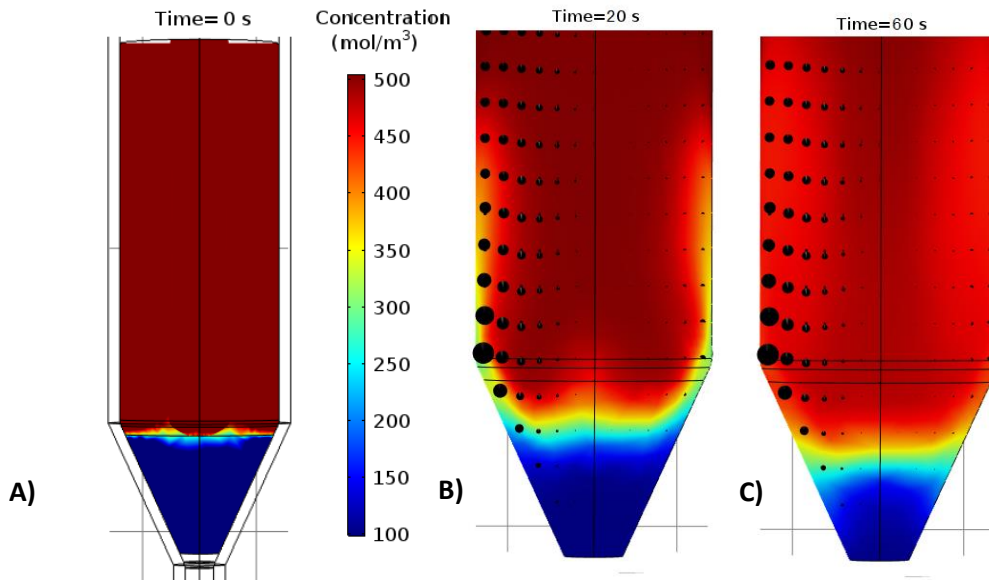 Time= 0 s
Concentration
(mol/m³)
500
450
400
350
300
250
200
150
100
Time=20 s
Time=60 s
A)
B)
C)